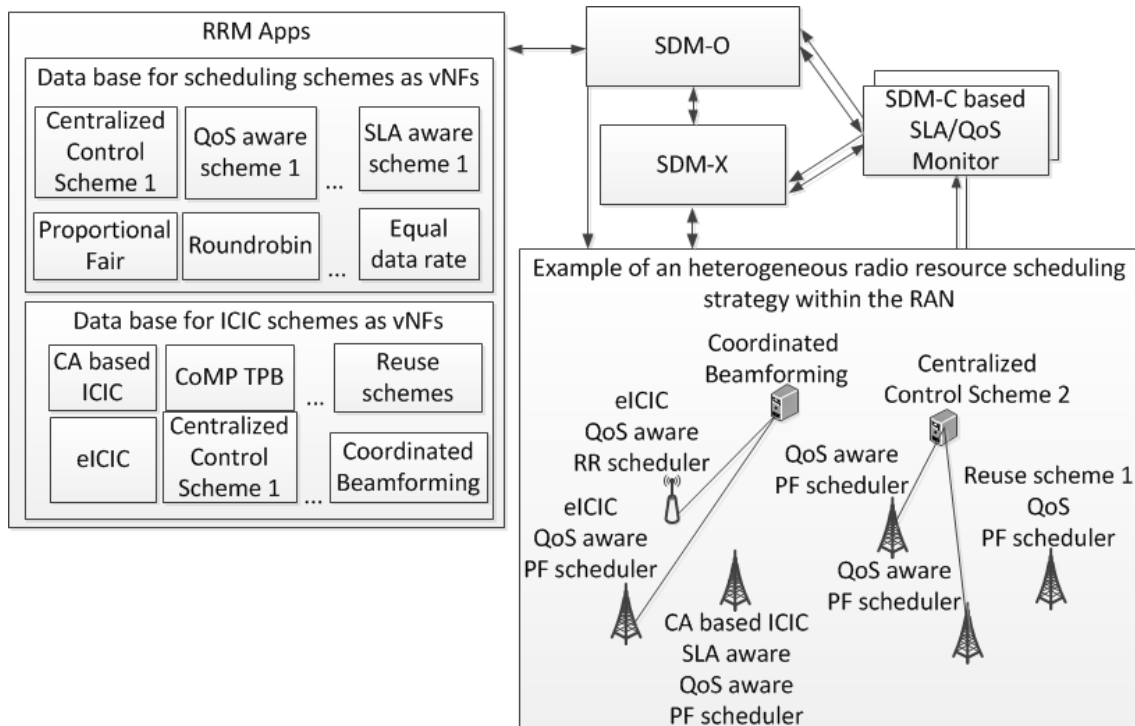 RRM Apps
Data base for scheduling schemes as vNFs
Centralized
Control
Scheme 1
QoS aware
scheme 1
...
SLA aware
scheme 1
Proportional
Fair
Roundrobin
...
Equal
data rate
Data base for ICIC schemes as vNFs
CA based
ICIC
CoMP TPB
...
Reuse
schemes
eICIC
Centralized
Control
Scheme 1
...
Coordinated
Beamforming
SDM-O
SDM-X
SDM-C based
SLA/QoS
Monitor
Example of an heterogeneous radio resource scheduling
strategy within the RAN
Coordinated
Beamforming
Centralized
Control Scheme 2
eICIC
QoS aware
RR scheduler
eICIC
QoS aware
PF scheduler
CA based ICIC
SLA aware
QoS aware
PF scheduler
QoS aware
PF scheduler
QoS aware
PF scheduler
Reuse scheme 1
QoS
PF scheduler